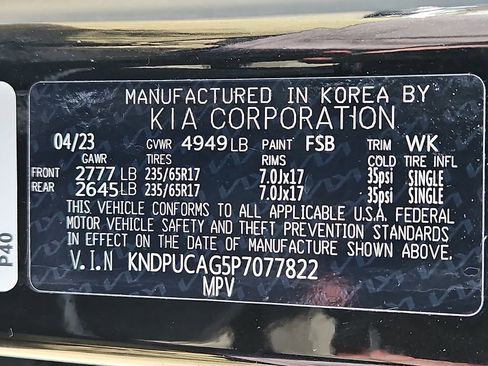 MANUFACTURED IN KOREA BY
KIA CORPORATION
04/23 GVWR 4949 LB PAINT FSB TRIM WK
GAWR TIRES RIMS COLD TIRE INFL
FRONT 2777 LB 235/65R17 7.0Jx17 35psi SINGLE
REAR 2645 LB 235/65R17 7.0Jx17 35psi SINGLE
THIS VEHICLE CONFORMS TO ALL APPLICABLE U.S.A. FEDERAL
MOTOR VEHICLE SAFETY AND THEFT PREVENTION STANDARDS
IN EFFECT ON THE DATE OF MANUFACTURE SHOWN ABOVE.
V.I.N KNDPUCAG5P7077822
MPV
P40